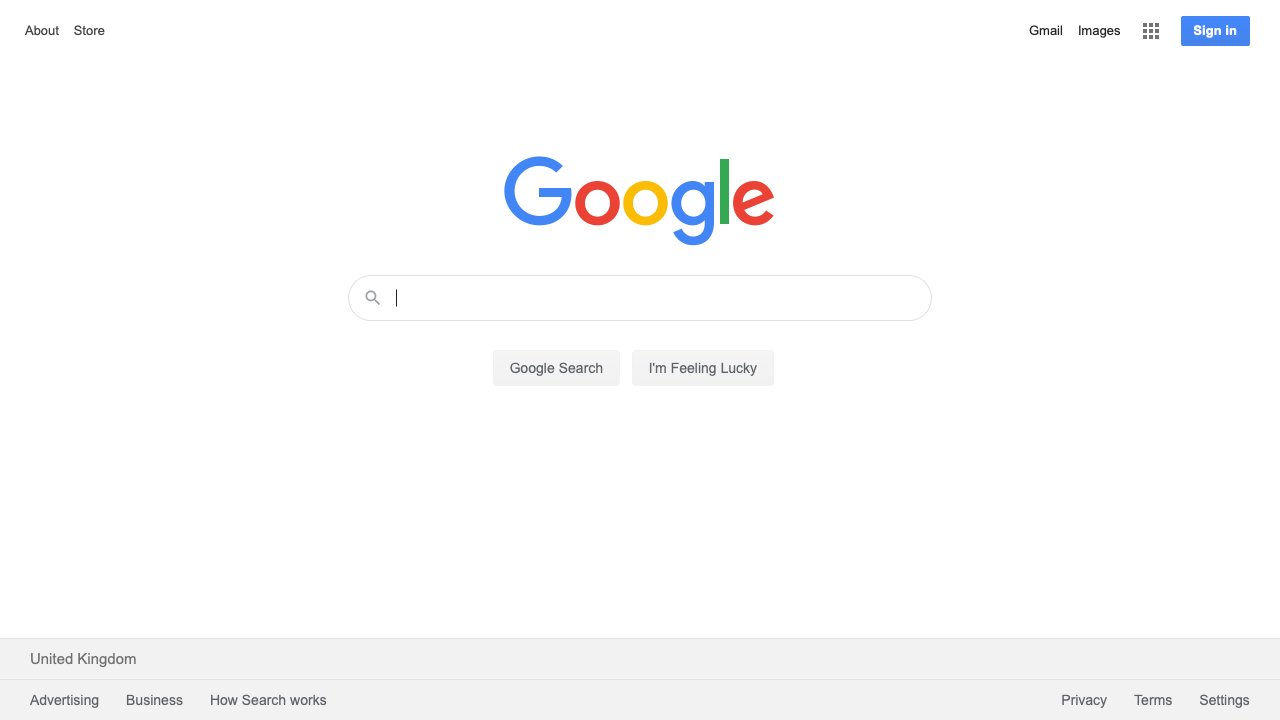 About Store
Gmail Images Sign in
Google
Google Search I'm Feeling Lucky
United Kingdom
Advertising Business How Search works
Privacy Terms Settings